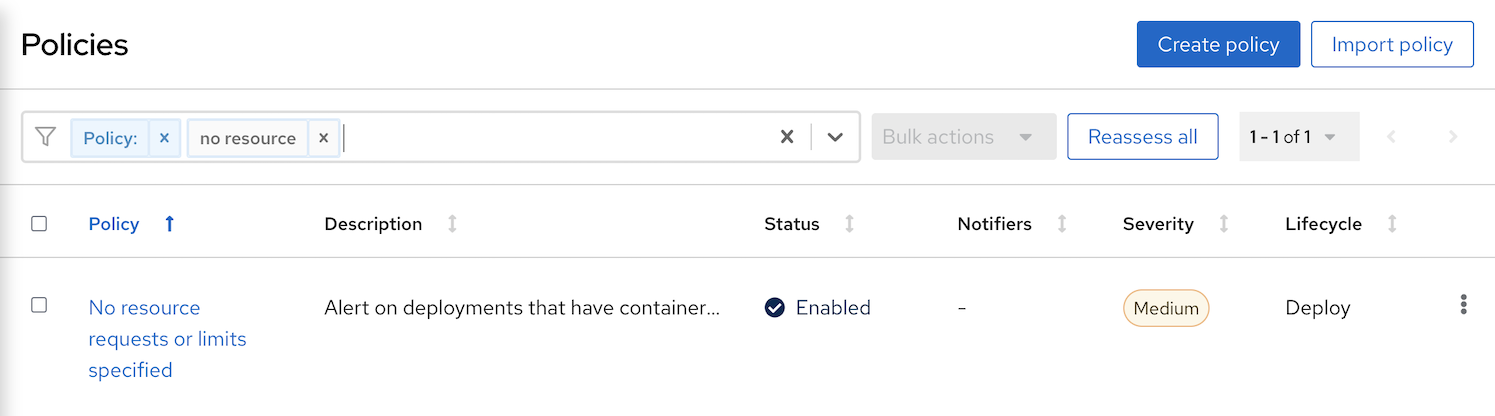 Policies
Create policy
Import policy
Policy:
no resource
Bulk actions
Reassess all
1 - 1 of 1
Policy
Description
Status
Notifiers
Severity
Lifecycle
No resource
requests or limits
specified
Alert on deployments that have container...
Enabled
-
Medium
Deploy